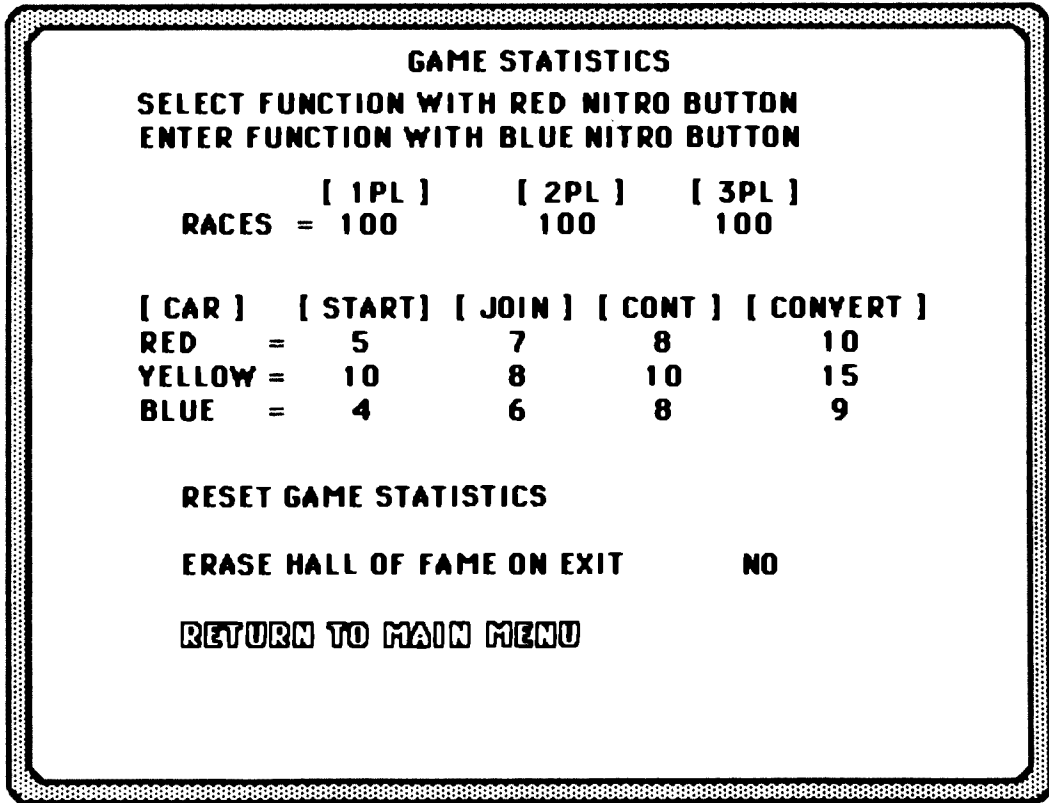 GAME STATISTICS
SELECT FUNCTION WITH RED NITRO BUTTON
ENTER FUNCTION WITH BLUE NITRO BUTTON
[ 1PL ] [ 2PL ] [ 3PL ]
RACES = 100 100 100
[ CAR ] [ START] [ JOIN ] [ CONT ] [ CONVERT ]
RED = 5 7 8 10
YELLOW = 10 8 10 15
BLUE = 4 6 8 9
RESET GAME STATISTICS
ERASE HALL OF FAME ON EXIT NO
RETURN TO MAIN MENU